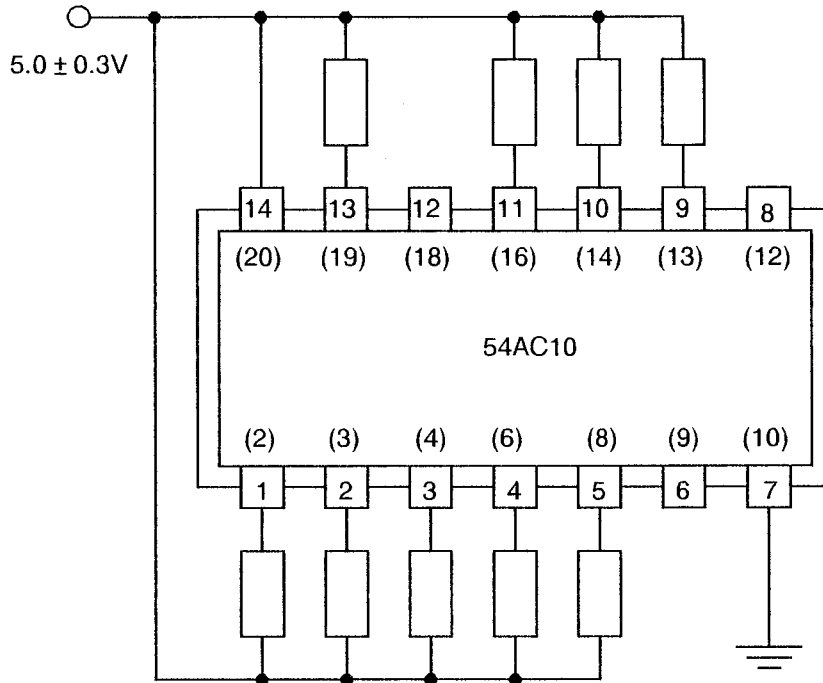 5.0 ± 0.3V
14 13 12 11 10 9 8
(20) (19) (18) (16) (14) (13) (12)
54AC10
(2) (3) (4) (6) (8) (9) (10)
1 2 3 4 5 6 7